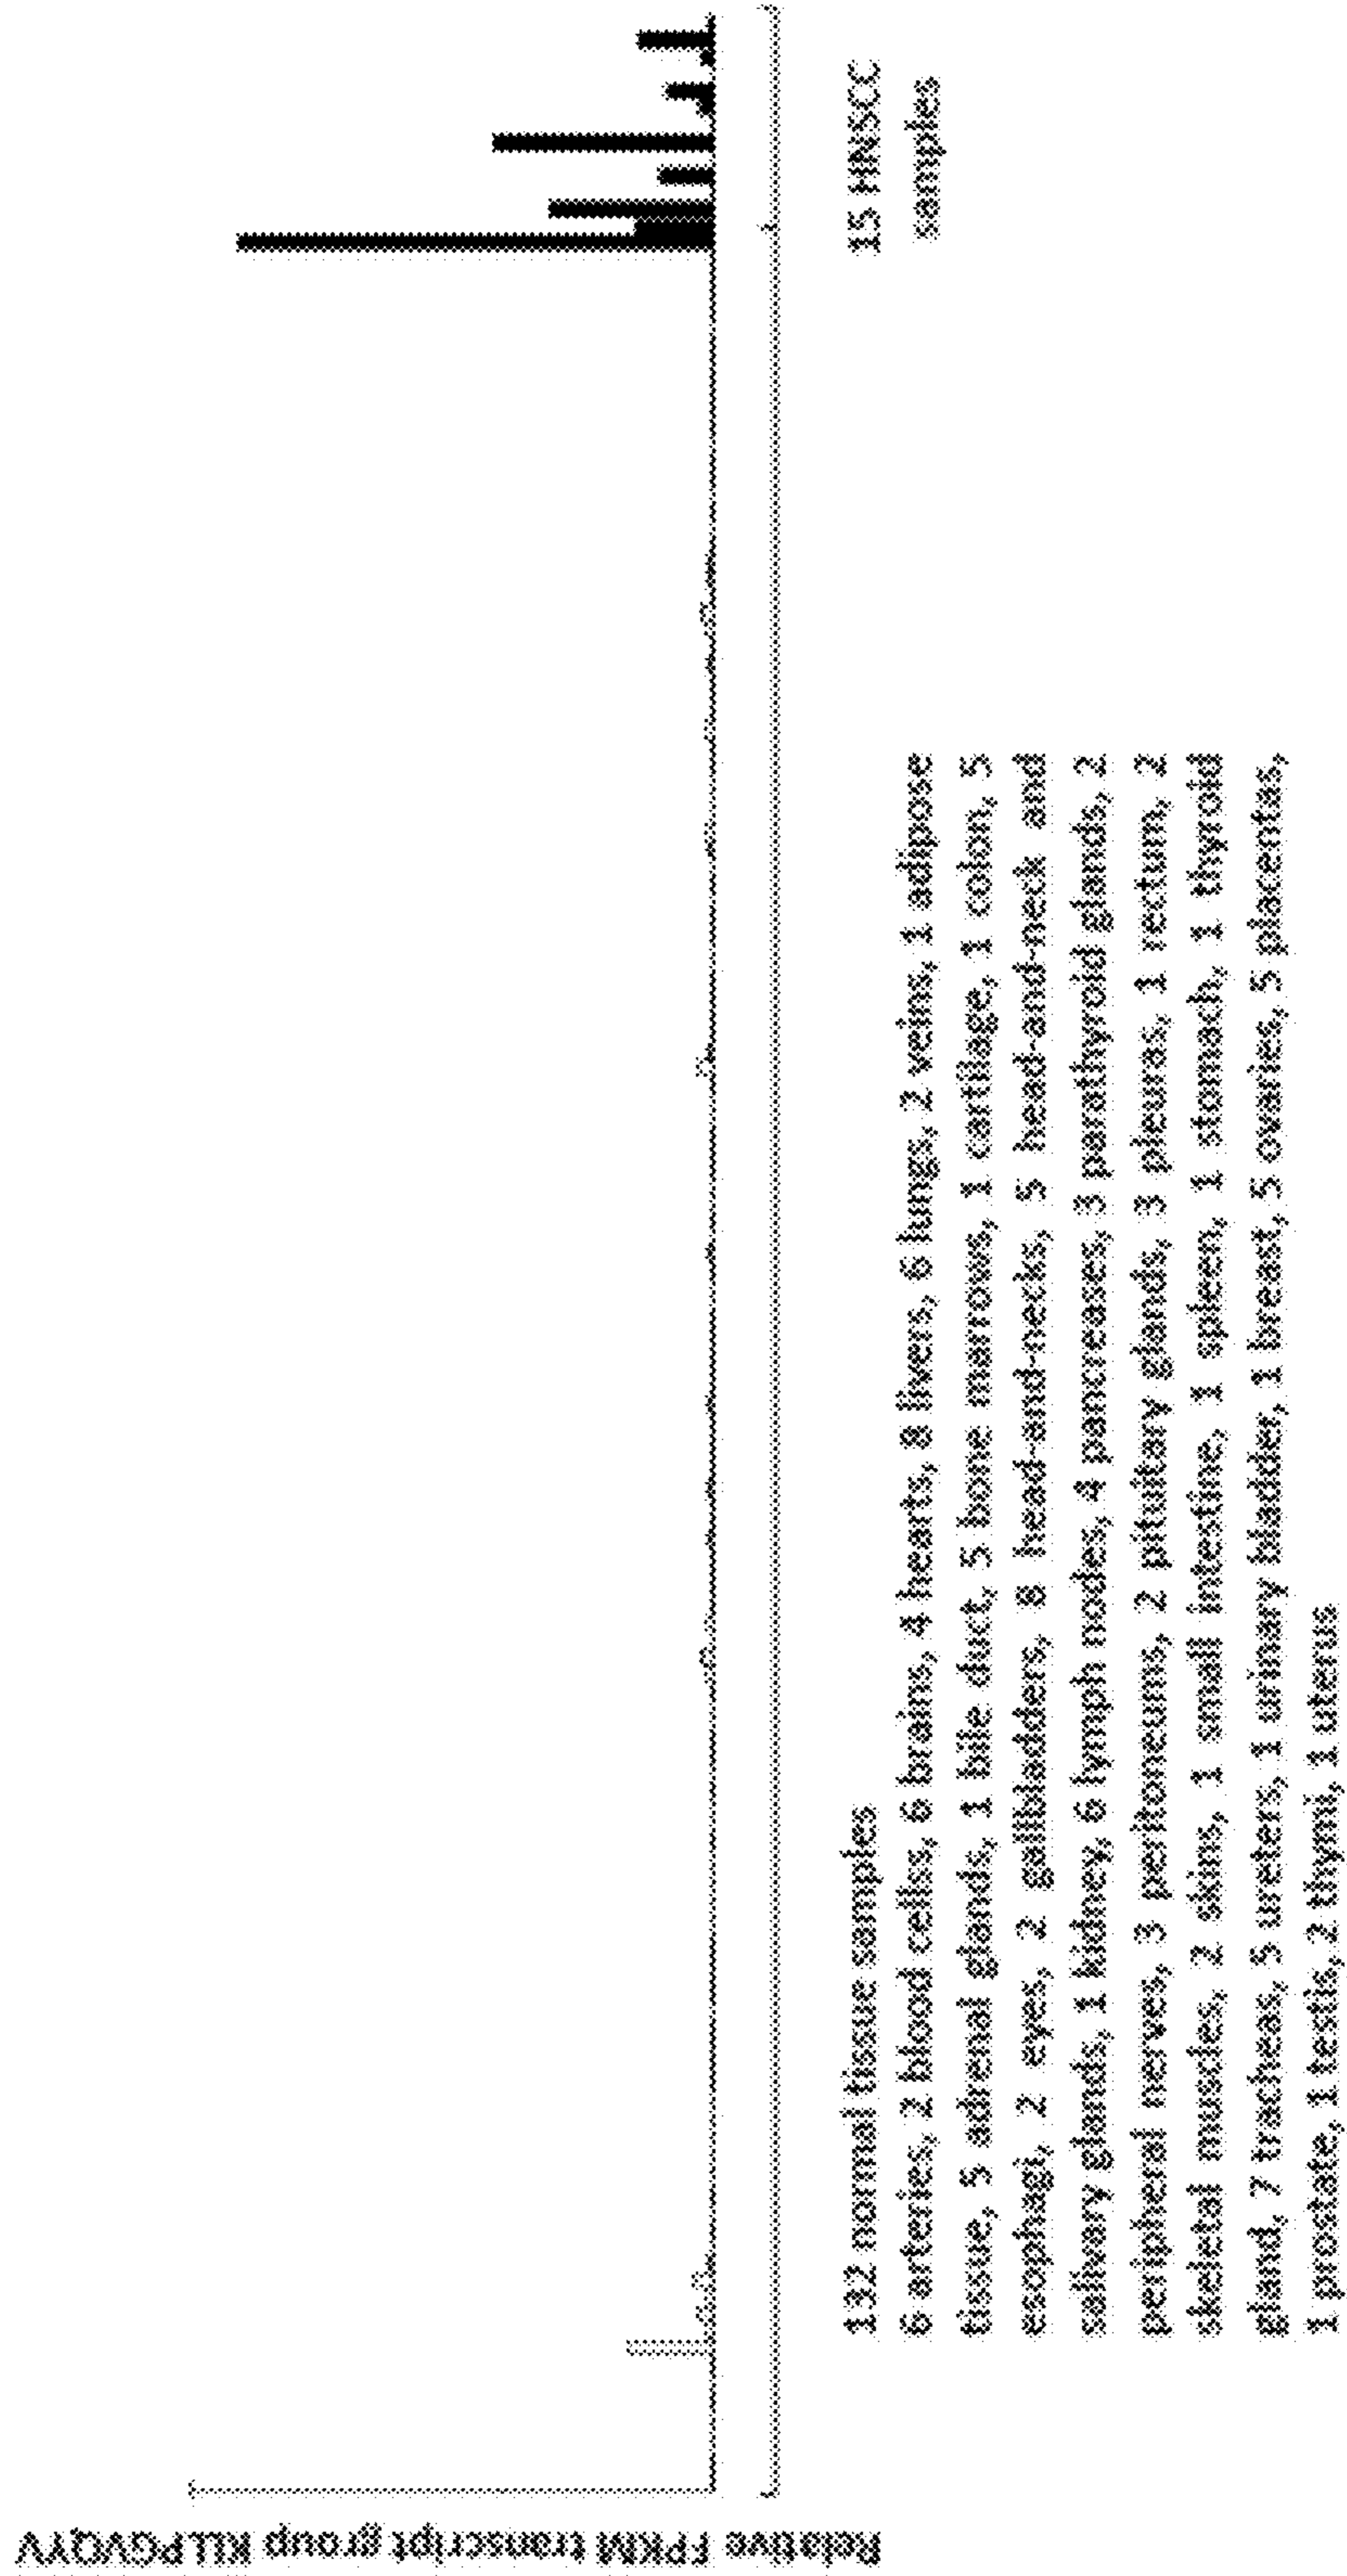 Relative FPKM transcript group KLLPGVQYV
132 normal tissue samples
6 arteries, 2 blood cellss, 6 brains, 4 hearts, 8 livers, 6 lungs, 2 veins, 1 adipose
tissue, 5 adrenal glands, 1 bile duct, 5 bone marrows, 1 cartilage, 1 colon, 5
esophagi, 2 eyes, 2 gallbladders, 8 head-and-necks, 5 head-and-neck and
salivary glands, 1 kidney, 6 lymph nodes, 4 pancreases, 3 parathyroid glands, 2
peripheral nerves, 3 peritoneums, 2 pituitary glands, 3 pleuras, 1 rectum, 2
skeletal muscles, 2 skins, 1 small intestine, 1 spleen, 1 stomach, 1 thyroid
gland, 7 tracheas, 5 ureters, 1 urinary bladder, 1 breast, 5 ovaries, 5 placentas,
1 prostate, 1 testis, 2 thymi, 1 uterus
15 HNSCC
samples